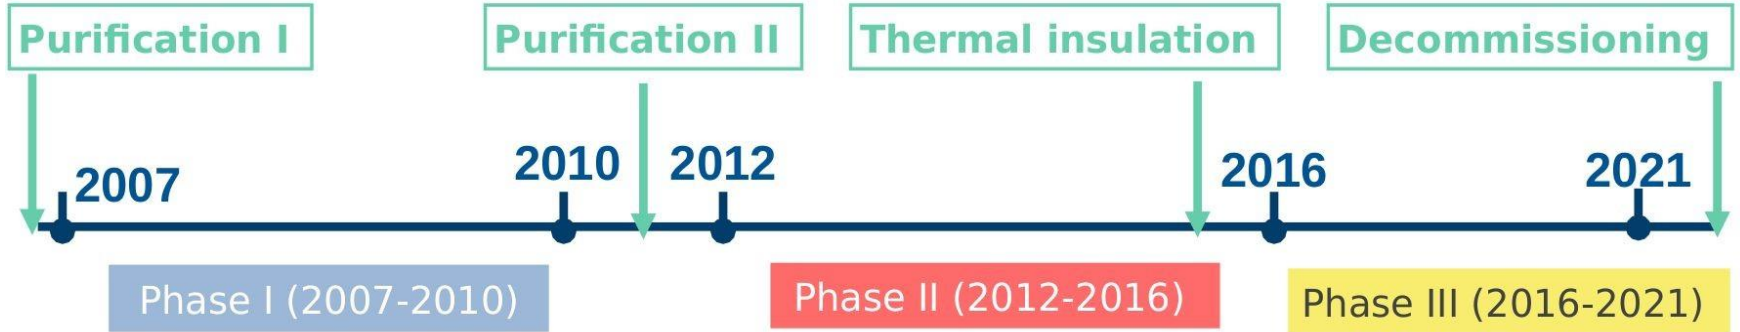 Purification I
Purification II
Thermal insulation
Decommissioning
2007
2010
2012
2016
2021
Phase I (2007-2010)
Phase II (2012-2016)
Phase III (2016-2021)